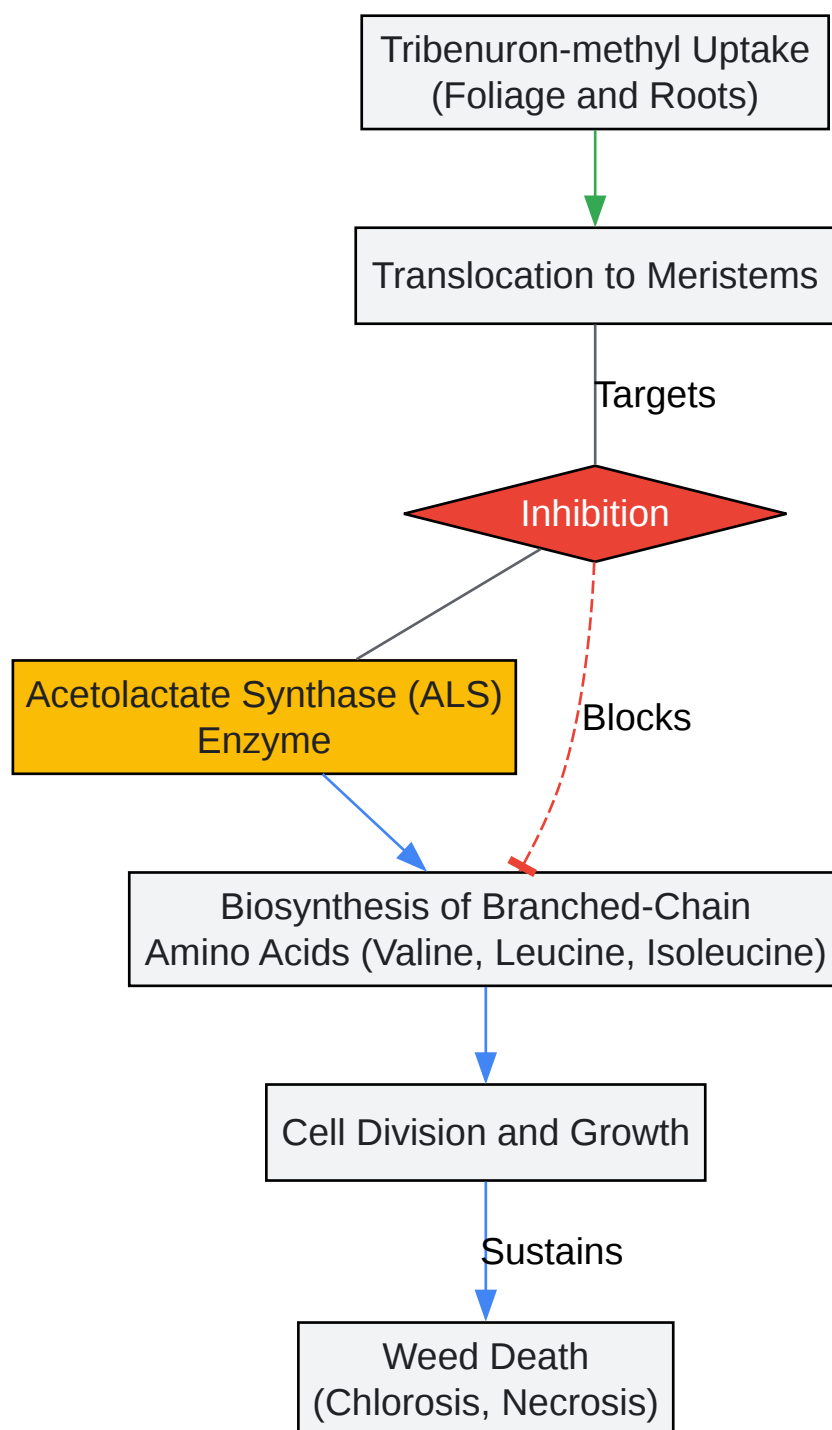 Tribenuron-methyl Uptake
(Foliage and Roots)
Translocation to Meristems
Targets
Inhibition
Acetolactate Synthase (ALS)
Enzyme
Blocks
Biosynthesis of Branched-Chain
Amino Acids (Valine, Leucine, Isoleucine)
Cell Division and Growth
Sustains
Weed Death
(Chlorosis, Necrosis)